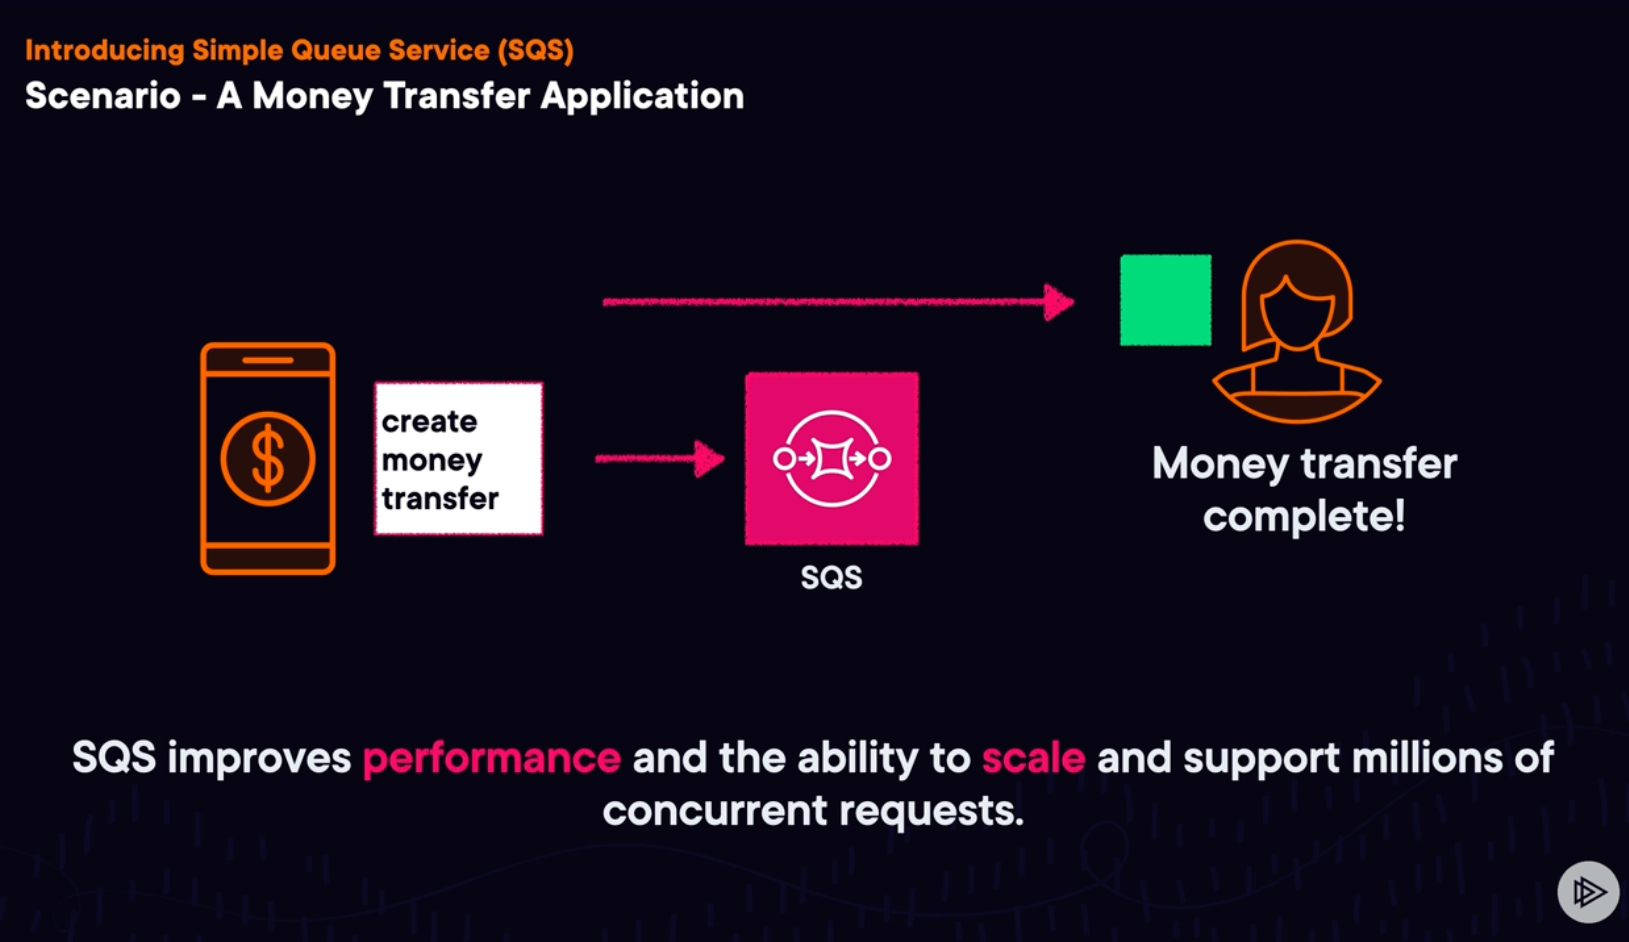 Introducing Simple Queue Service (SQS)
Scenario - A Money Transfer Application
$
create
money
transfer
SQS
Money transfer
complete!
SQS improves performance and the ability to scale and support millions of
concurrent requests.